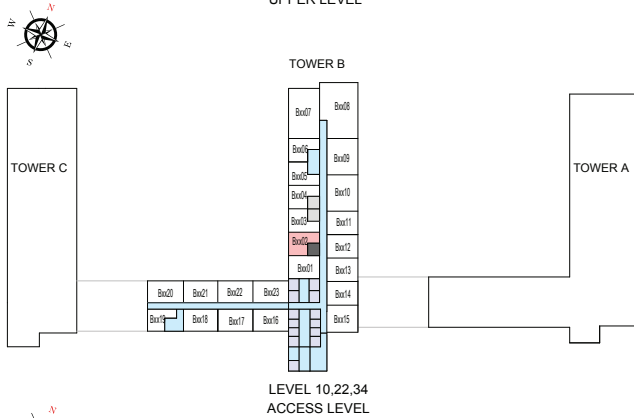 UPPER LEVEL
N
W
E
S
TOWER B
Bxx07
Bxx08
Bxx06
Bxx09
Bxx05
TOWER C
TOWER A
Bxx04
Bxx10
Bxx03
Bxx11
Bxx02
Bxx12
Bxx01
Bxx13
Bxx20
Bxx21
Bxx22
Bxx23
Bxx14
Bxx19
Bxx18
Bxx17
Bxx16
Bxx15
LEVEL 10,22,34
ACCESS LEVEL
N